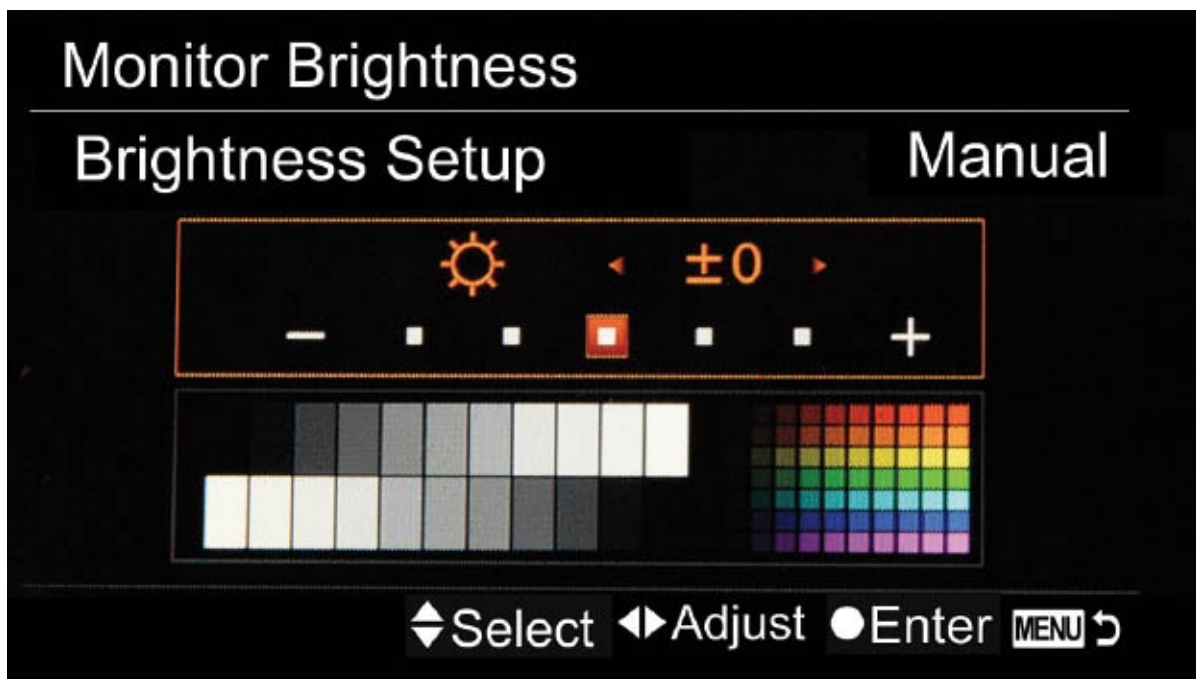 Monitor Brightness
Brightness Setup Manual
±0
− +
Select Adjust Enter MENU